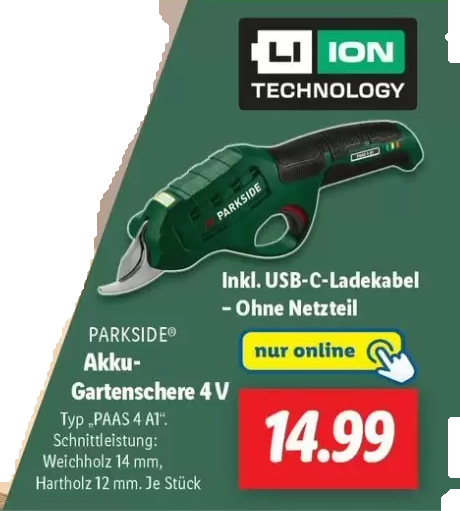 LI ION
TECHNOLOGY
PARKSIDE
Inkl. USB-C-Ladekabel
– Ohne Netzteil
PARKSIDE®
Akku-
Gartenschere 4 V
Typ „PAAS 4 A1“.
Schnittleistung:
Weichholz 14 mm,
Hartholz 12 mm. Je Stück
nur online
14.99